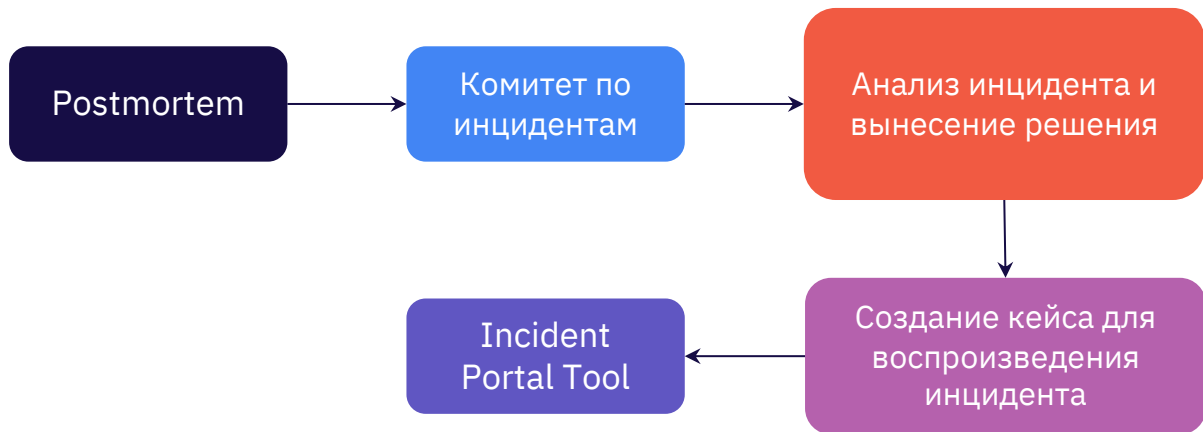 Postmortem
Комитет по
инцидентам
Анализ инцидента и
вынесение решения
Incident
Portal Tool
Создание кейса для
воспроизведения
инцидента